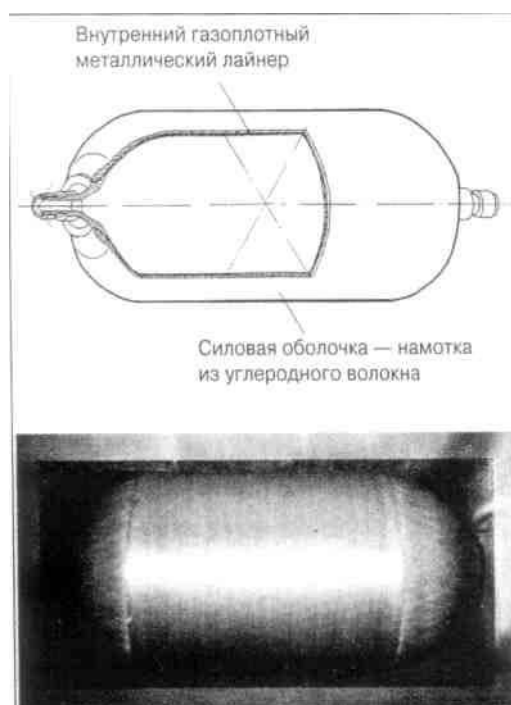 Внутренний газоплотный
металлический лайнер
Силовая оболочка — намотка
из углеродного волокна